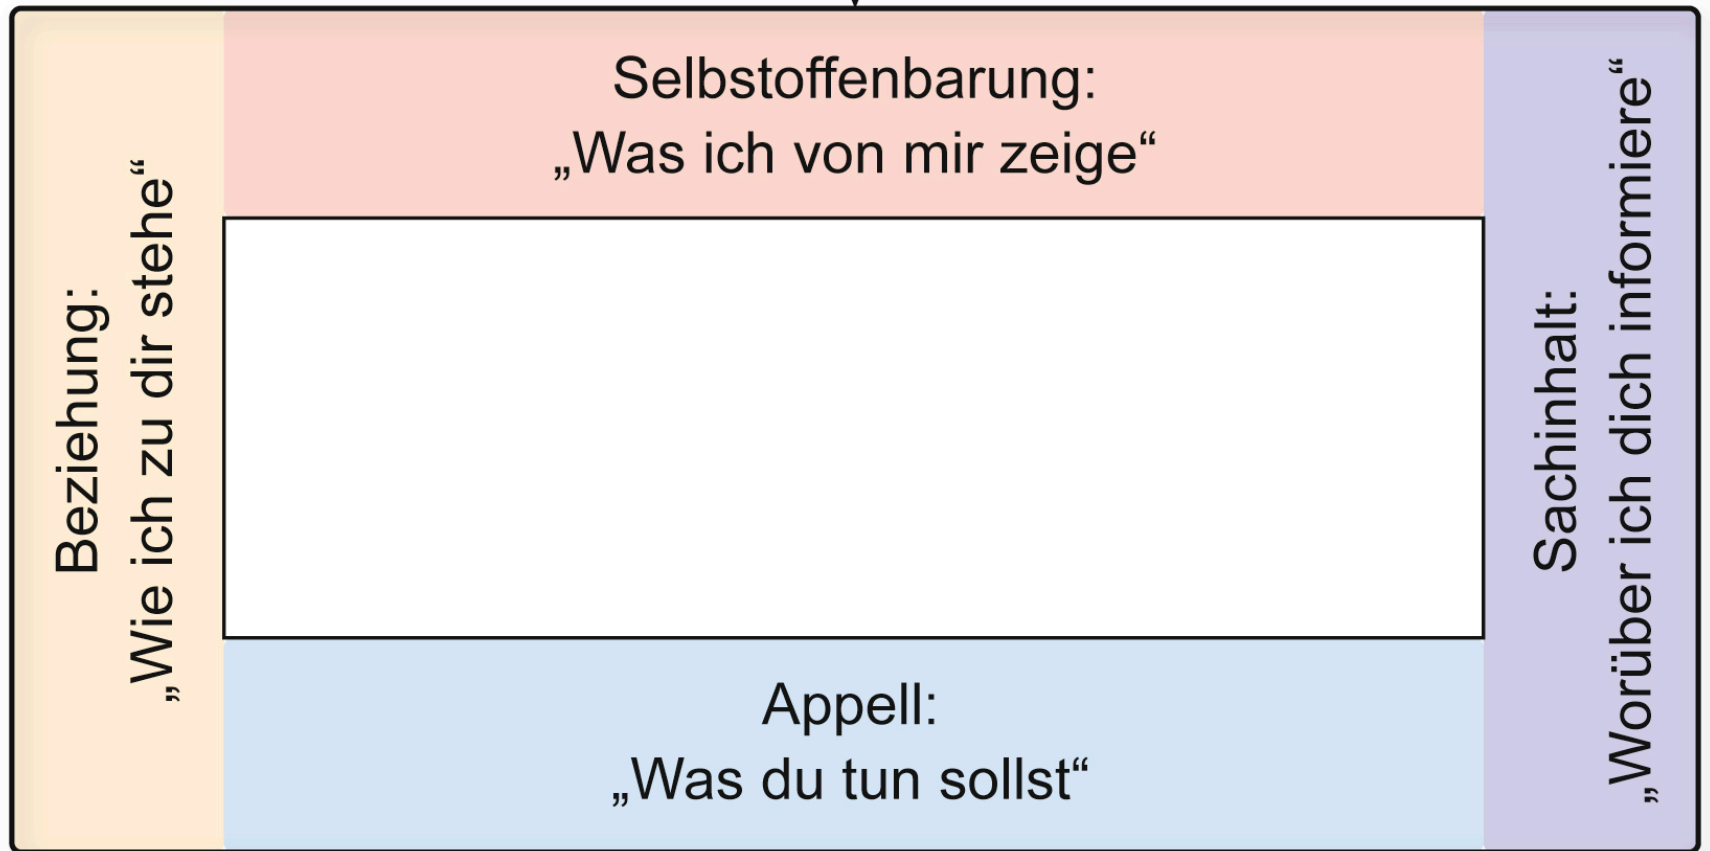 Selbstoffenbarung:
„Was ich von mir zeige“
Beziehung:
„Wie ich zu dir stehe“
Sachinhalt:
„Worüber ich dich informiere“
Appell:
„Was du tun sollst“